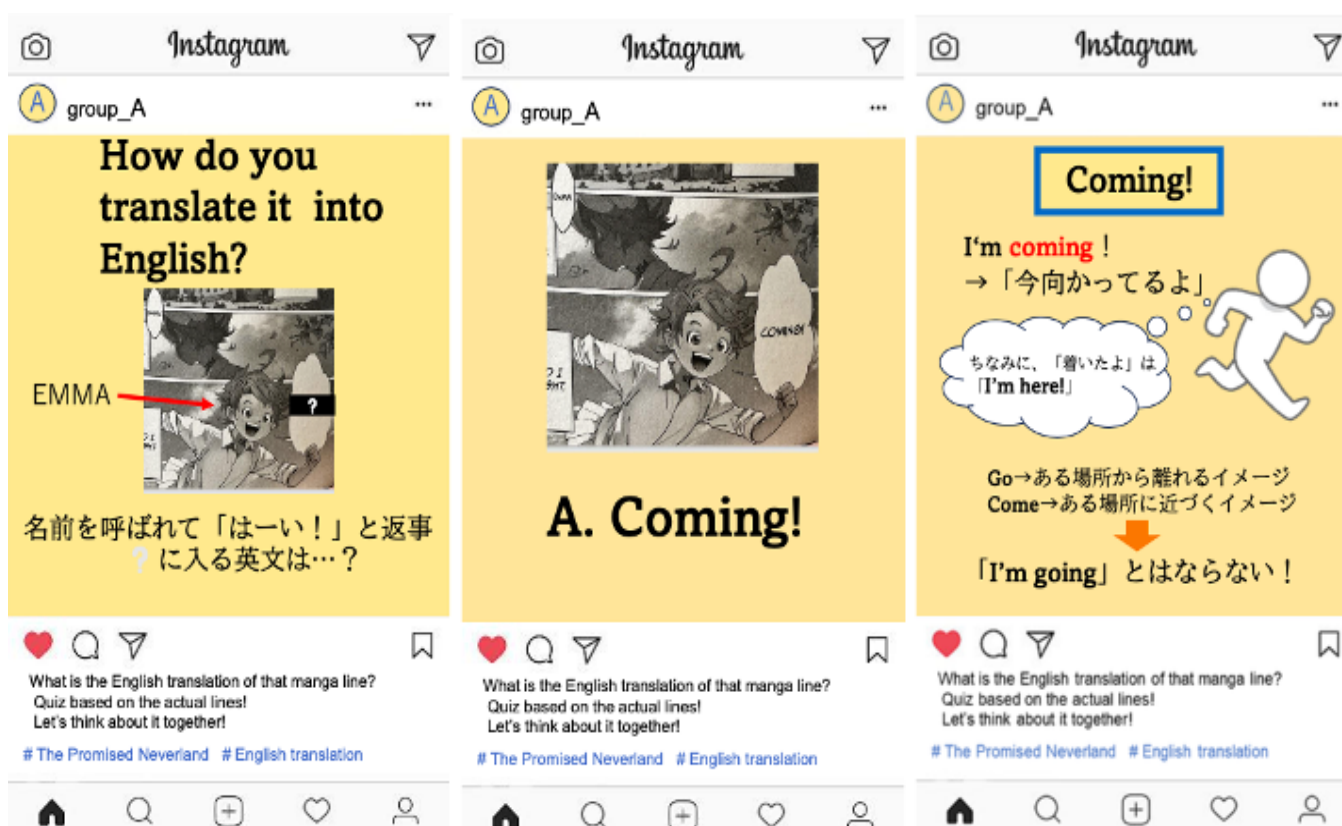 Instagram
A
group_A
...
How do you
translate it into
English?
EMMA
?
名前を呼ばれて「はーい!」と返事
?に入る英文は…?
What is the English translation of that manga line?
Quiz based on the actual lines!
Let's think about it together!
# The Promised Neverland # English translation
Instagram
A
group_A
...
COMING!
A. Coming!
What is the English translation of that manga line?
Quiz based on the actual lines!
Let's think about it together!
# The Promised Neverland # English translation
Instagram
A
group_A
...
Coming!
I'm coming!
→「今向かってるよ」
ちなみに、「着いたよ」は
「I'm here!」
Go→ある場所から離れるイメージ
Come→ある場所に近づくイメージ
「I'm going」とはならない!
What is the English translation of that manga line?
Quiz based on the actual lines!
Let's think about it together!
# The Promised Neverland # English translation